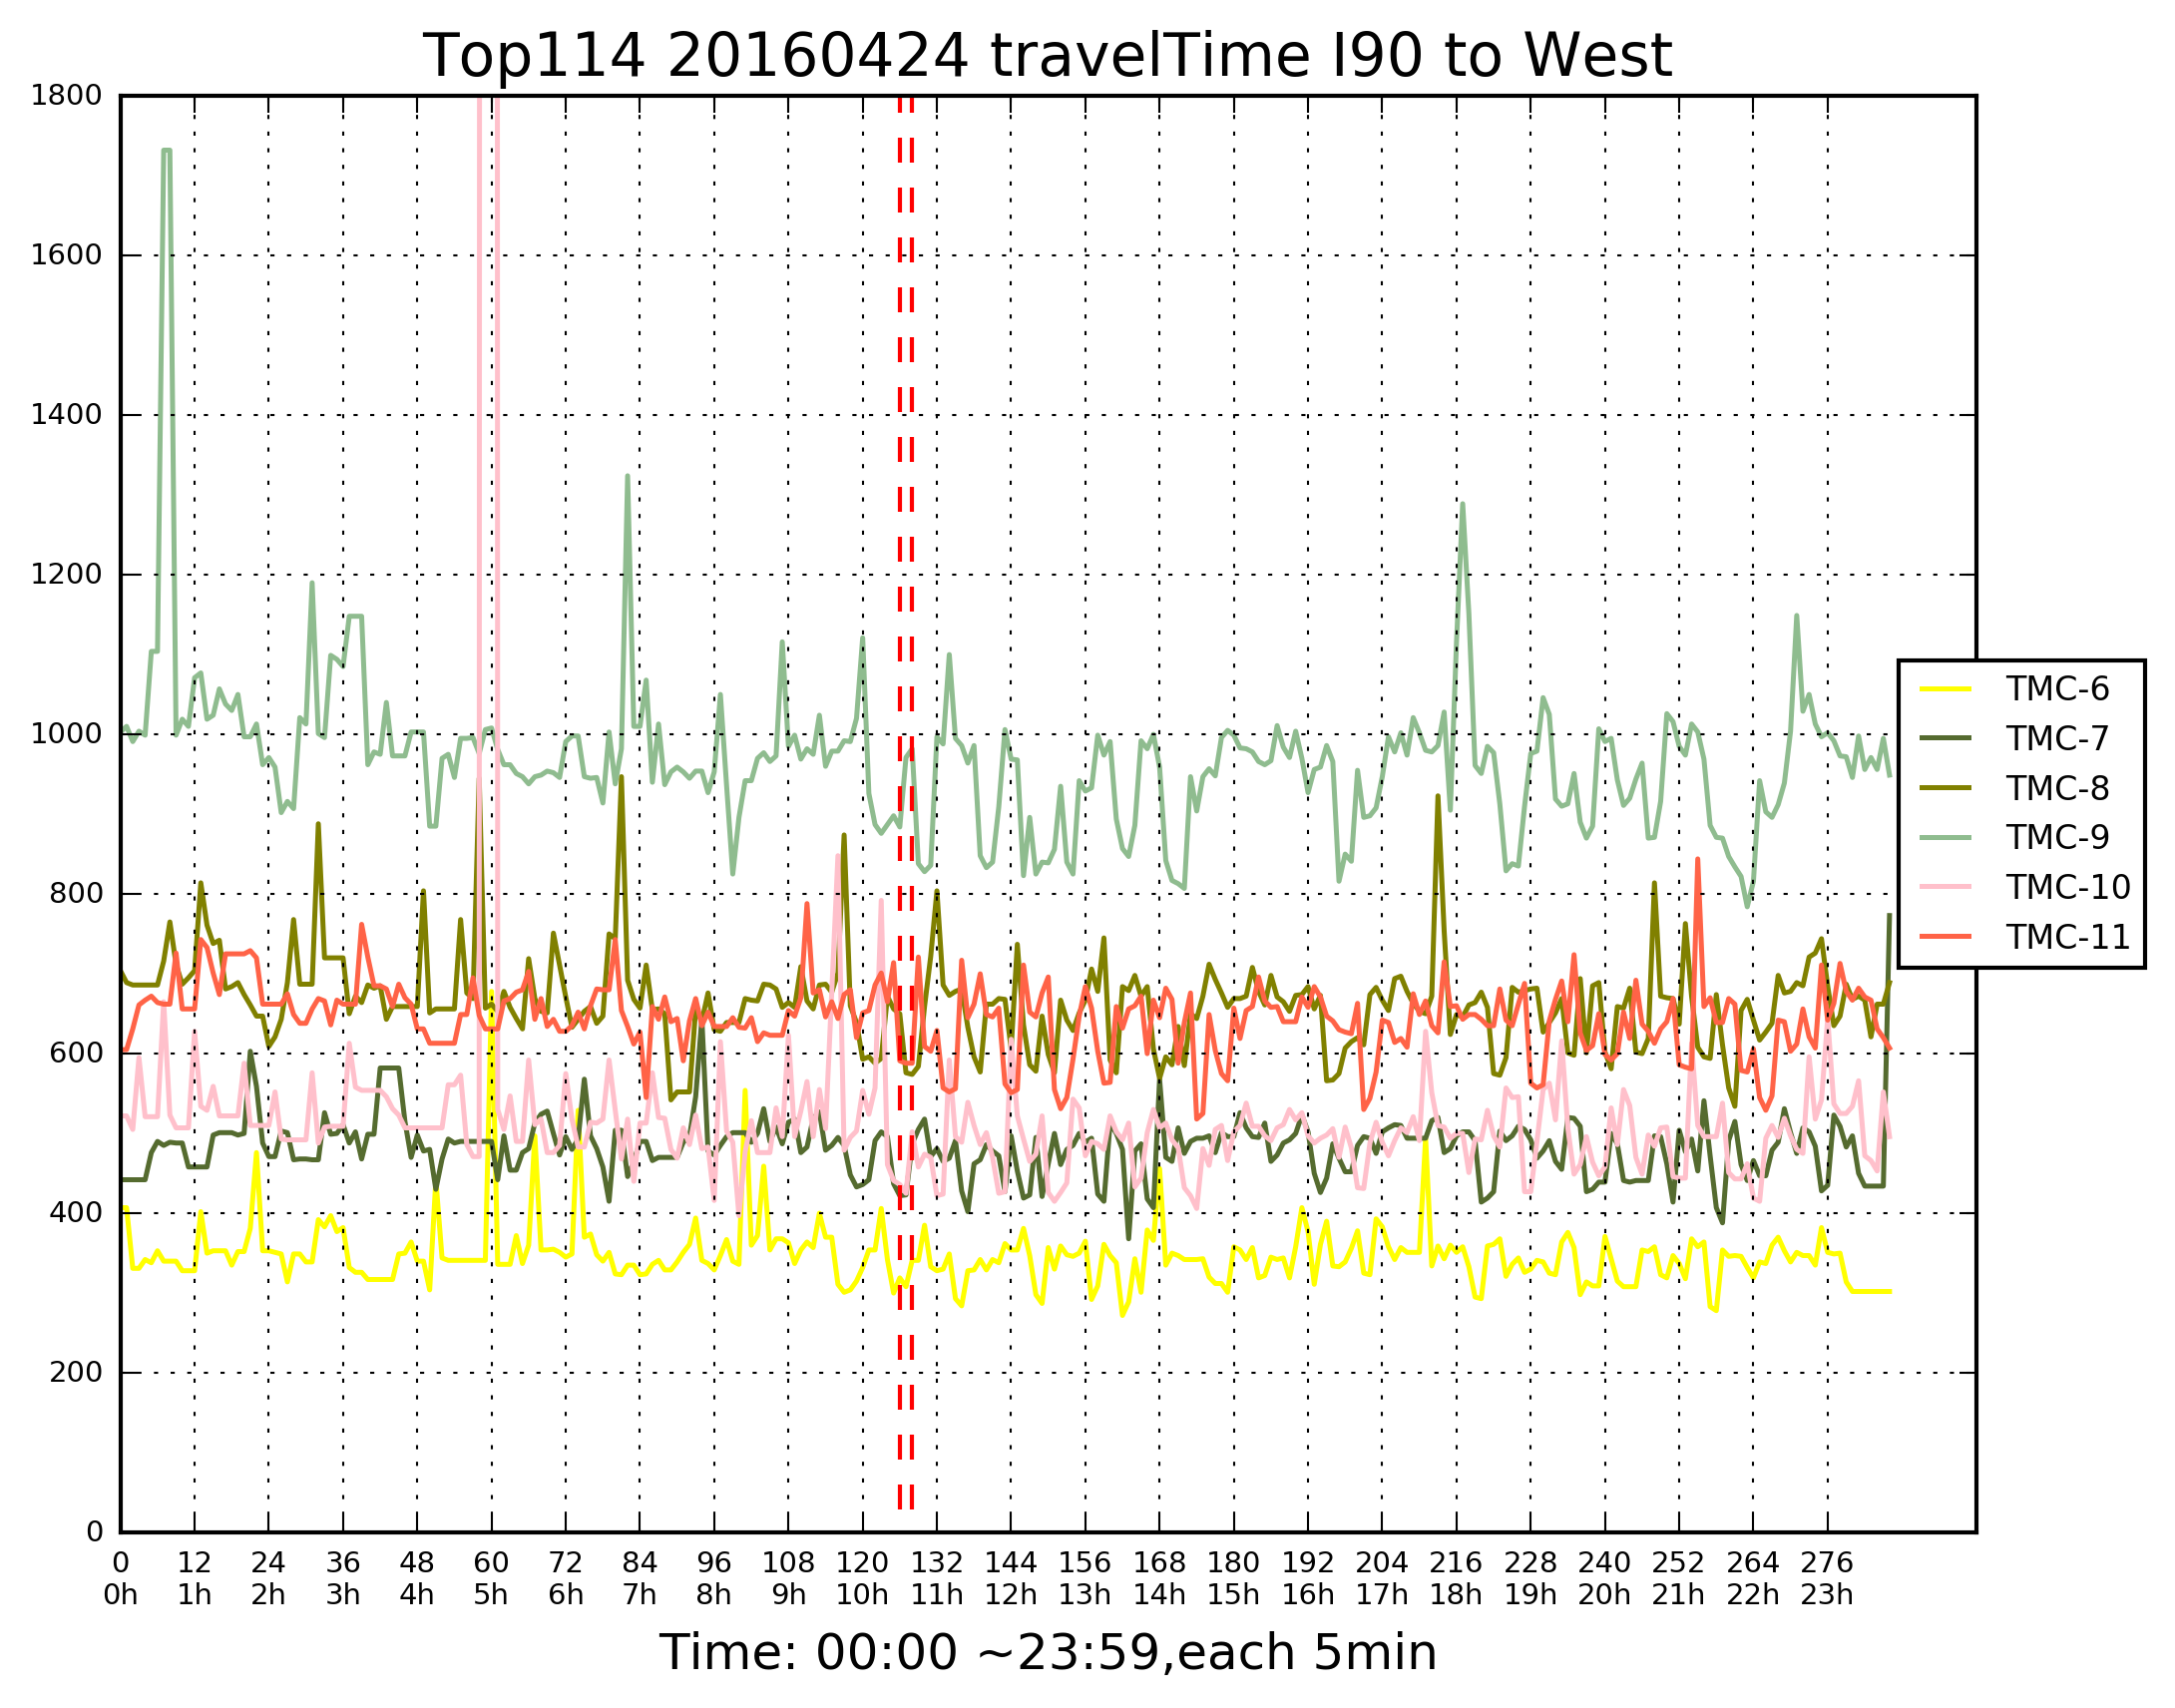 Top114 20160424 travelTime I90 to West
1800
1600
1400
1200
1000
800
600
400
200
0
0 12 24 36 48 60 72 84 96 108 120 132 144 156 168 180 192 204 216 228 240 252 264 276
0h 1h 2h 3h 4h 5h 6h 7h 8h 9h 10h 11h 12h 13h 14h 15h 16h 17h 18h 19h 20h 21h 22h 23h
Time: 00:00 ~23:59,each 5min
TMC-6
TMC-7
TMC-8
TMC-9
TMC-10
TMC-11